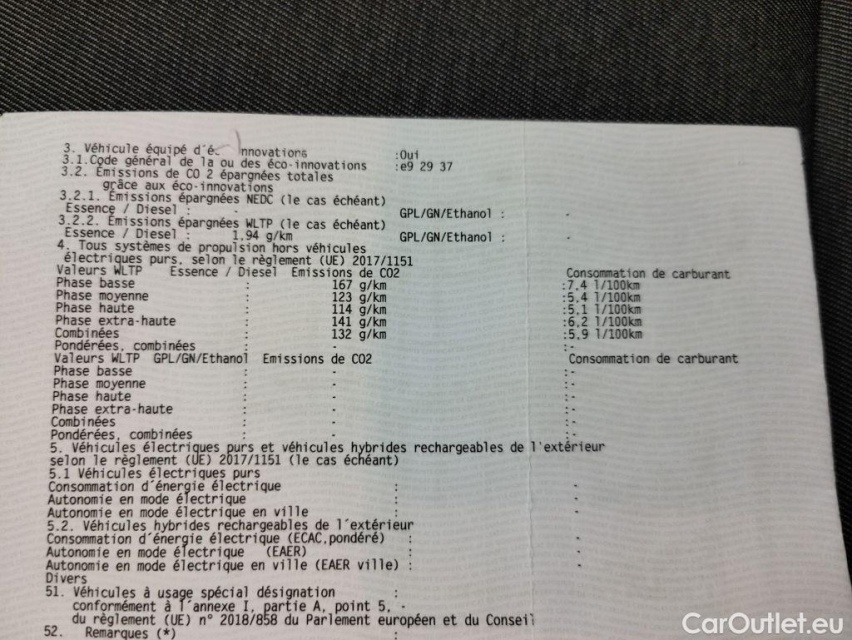 3. Véhicule équipé d'é nnovations :Oui
3.1.Code général de la ou des éco-innovations :e9 29 37
3.2. Émissions de CO 2 épargnées totales
grâce aux éco-innovations
3.2.1. Émissions épargnées NEDC (le cas échéant)
Essence / Diesel : - GPL/GN/Ethanol : -
3.2.2. Émissions épargnées WLTP (le cas échéant)
Essence / Diesel : 1,94 g/km GPL/GN/Ethanol : -
4. Tous systèmes de propulsion hors véhicules
électriques purs, selon le règlement (UE) 2017/1151
Valeurs WLTP Essence / Diesel Emissions de CO2 Consommation de carburant
Phase basse : 167 g/km :7,4 l/100km
Phase moyenne : 123 g/km :5,4 l/100km
Phase haute : 114 g/km :5,1 l/100km
Phase extra-haute : 141 g/km :6,2 l/100km
Combinées : 132 g/km :5,9 l/100km
Pondérées, combinées : - :-
Valeurs WLTP GPL/GN/Ethanol Emissions de CO2 Consommation de carburant
Phase basse : - :-
Phase moyenne : - :-
Phase haute : - :-
Phase extra-haute : - :-
Combinées : - :-
Pondérées, combinées : - :-
5. Véhicules électriques purs et véhicules hybrides rechargeables de l'extérieur
selon le règlement (UE) 2017/1151 (le cas échéant)
5.1 Véhicules électriques purs
Consommation d'énergie électrique : -
Autonomie en mode électrique : -
Autonomie en mode électrique en ville : -
5.2. Véhicules hybrides rechargeables de l'extérieur
Consommation d'énergie électrique (ECAC,pondéré) : -
Autonomie en mode électrique (EAER) : -
Autonomie en mode électrique en ville (EAER ville) : -
Divers
51. Véhicules à usage spécial désignation :
conformément à l'annexe I, partie A, point 5, -
du règlement (UE) n° 2018/858 du Parlement européen et du Conseil
52. Remarques (*) :
CarOutlet.eu